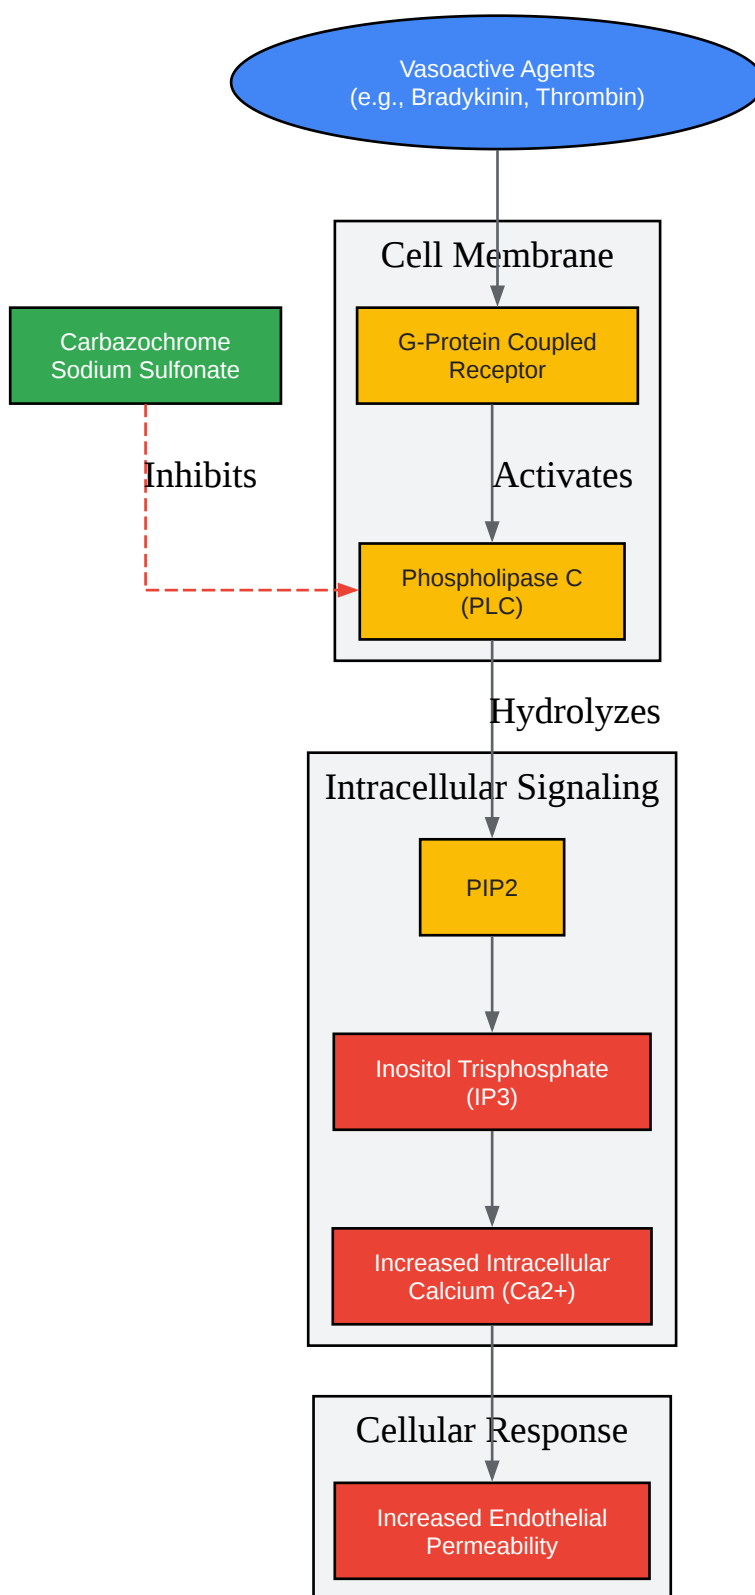 Vasoactive Agents
(e.g., Bradykinin, Thrombin)
Cell Membrane
Carbazochrome
Sodium Sulfonate
G-Protein Coupled
Receptor
Inhibits
Activates
Phospholipase C
(PLC)
Hydrolyzes
Intracellular Signaling
PIP2
Inositol Trisphosphate
(IP3)
Increased Intracellular
Calcium (Ca2+)
Cellular Response
Increased Endothelial
Permeability